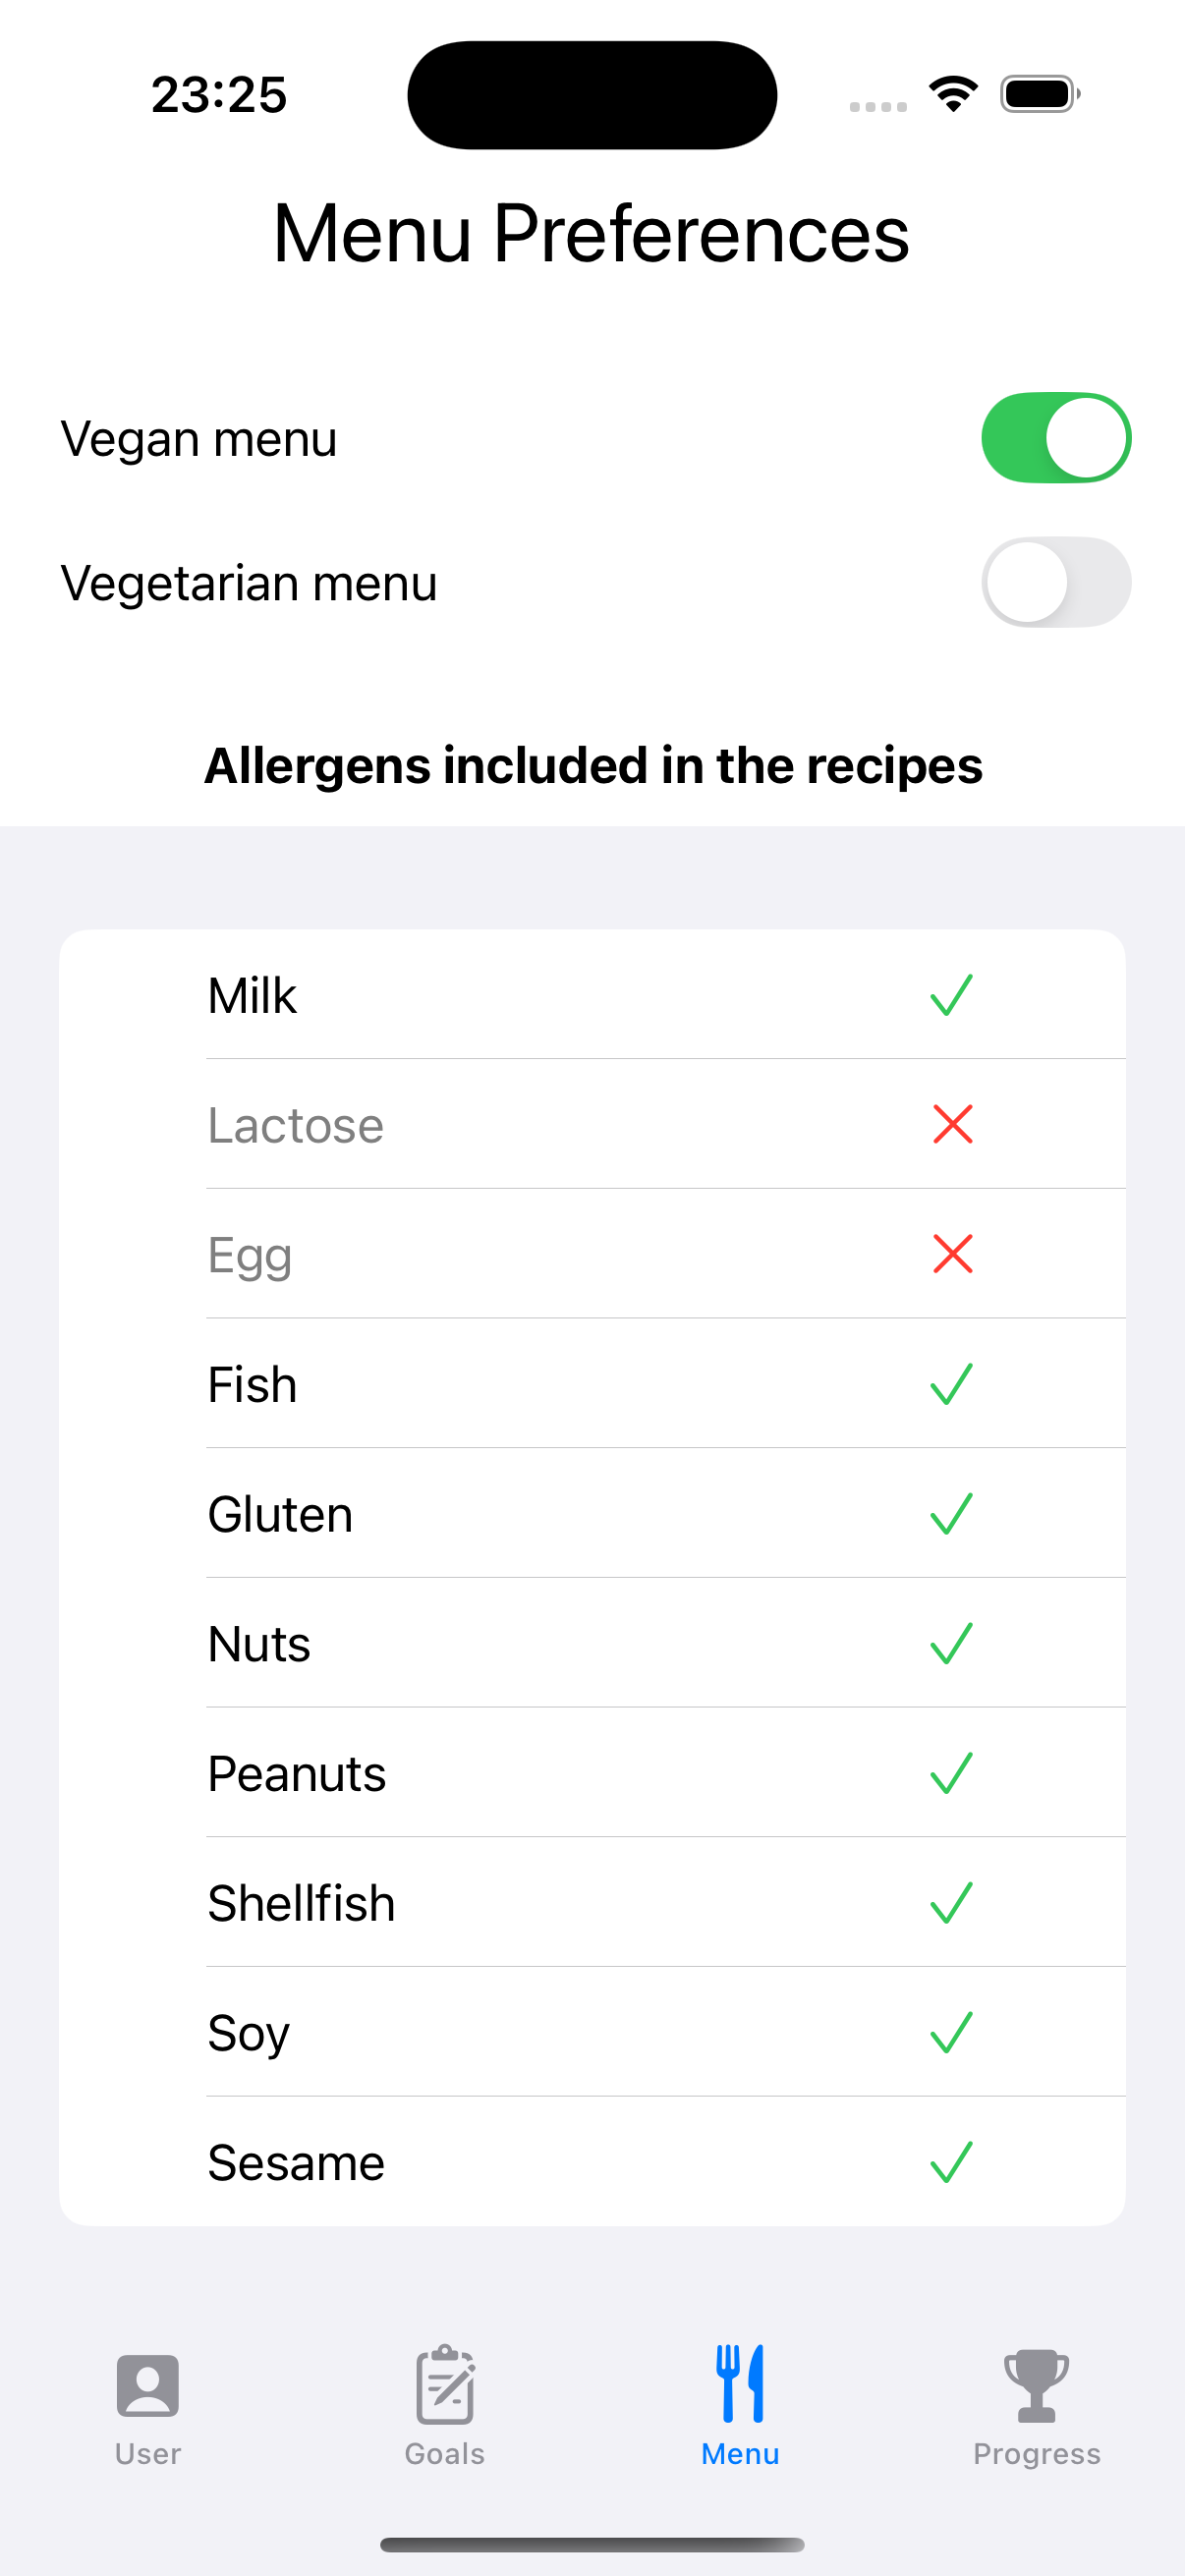 23:25
Menu Preferences
Vegan menu
Vegetarian menu
Allergens included in the recipes
Milk
Lactose
Egg
Fish
Gluten
Nuts
Peanuts
Shellfish
Soy
Sesame
User Goals Menu Progress